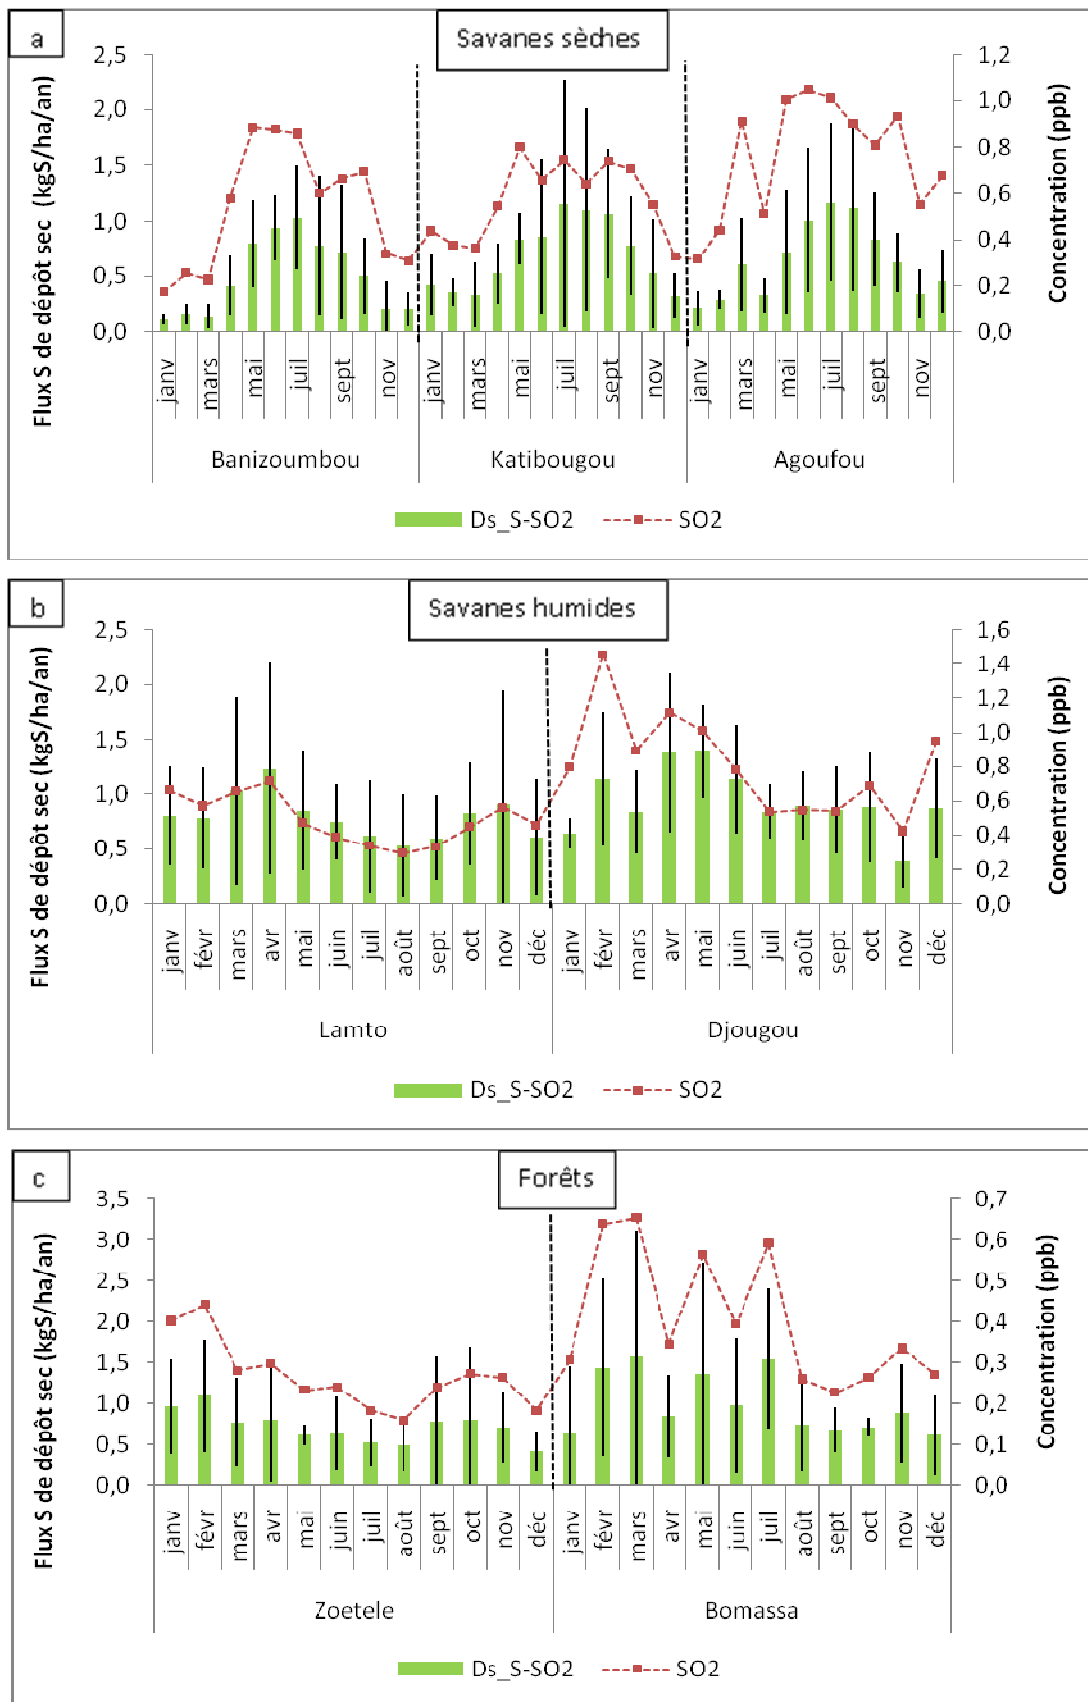 a
Savanes sèches
Flux S de dépôt sec (kgS/ha/an)
2,5
2,0
1,5
1,0
0,5
0,0
1,2
1,0
0,8
0,6
0,4
0,2
0,0
Concentration (ppb)
janv mars mai juil sept nov janv mars mai juil sept nov janv mars mai juil sept nov
Banizoumbou Katibougou Agoufou
Ds_S-SO2 SO2
b
Savanes humides
Flux S de dépôt sec (kgS/ha/an)
2,5
2,0
1,5
1,0
0,5
0,0
1,6
1,4
1,2
1,0
0,8
0,6
0,4
0,2
0,0
Concentration (ppb)
janv févr mars avr mai juin juil août sept oct nov déc janv févr mars avr mai juin juil août sept oct nov déc
Lamto Djougou
Ds_S-SO2 SO2
c
Forêts
Flux S de dépôt sec (kgS/ha/an)
3,5
3,0
2,5
2,0
1,5
1,0
0,5
0,0
0,7
0,6
0,5
0,4
0,3
0,2
0,1
0,0
Concentration (ppb)
janv févr mars avr mai juin juil août sept oct nov déc janv févr mars avr mai juin juil août sept oct nov déc
Zoetele Bomassa
Ds_S-SO2 SO2